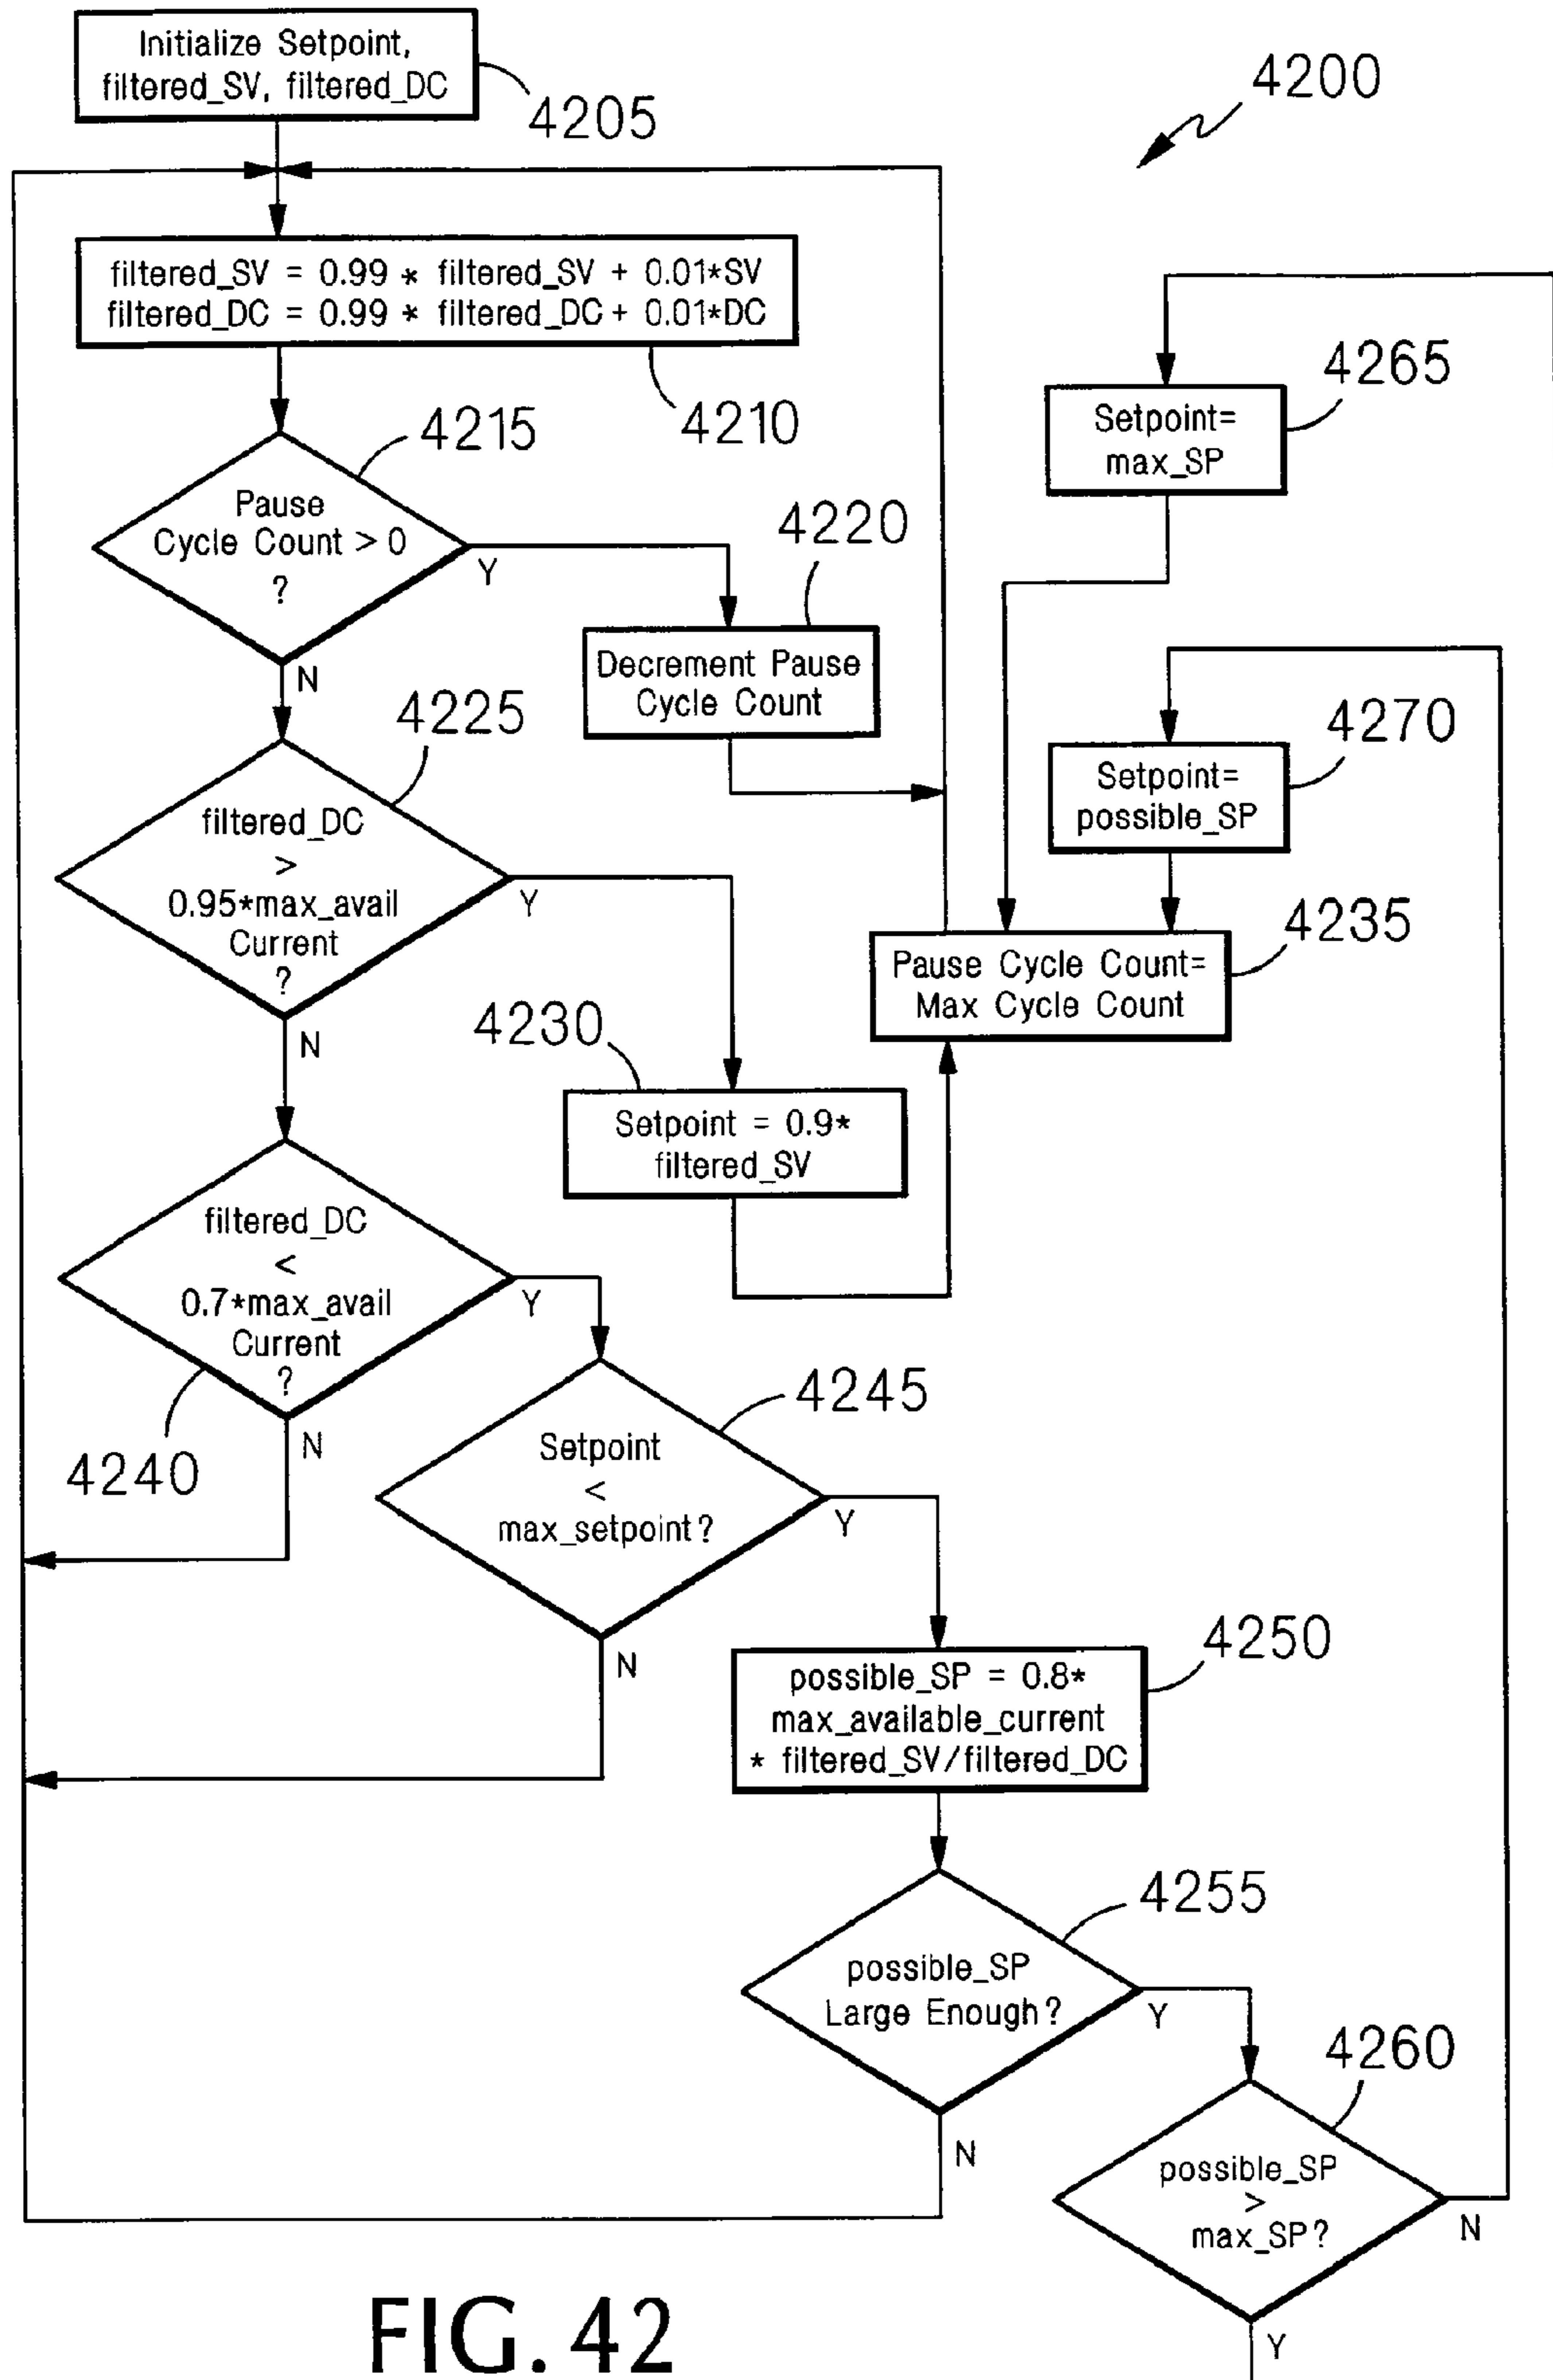 Initialize Setpoint,
filtered_SV, filtered_DC
4205
4200
filtered_SV = 0.99 * filtered_SV + 0.01*SV
filtered_DC = 0.99 * filtered_DC + 0.01*DC
4210
4215
Pause
Cycle Count > 0
?
Y
N
4220
Decrement Pause
Cycle Count
4225
filtered_DC
>
0.95*max_avail
Current
?
Y
N
4230
Setpoint = 0.9*
filtered_SV
4265
Setpoint=
max_SP
4270
Setpoint=
possible_SP
4235
Pause Cycle Count=
Max Cycle Count
filtered_DC
<
0.7*max_avail
Current
?
Y
N
4240
4245
Setpoint
<
max_setpoint?
Y
N
4250
possible_SP = 0.8*
max_available_current
* filtered_SV/filtered_DC
4255
possible_SP
Large Enough?
Y
N
4260
possible_SP
>
max_SP?
N
Y
FIG. 42